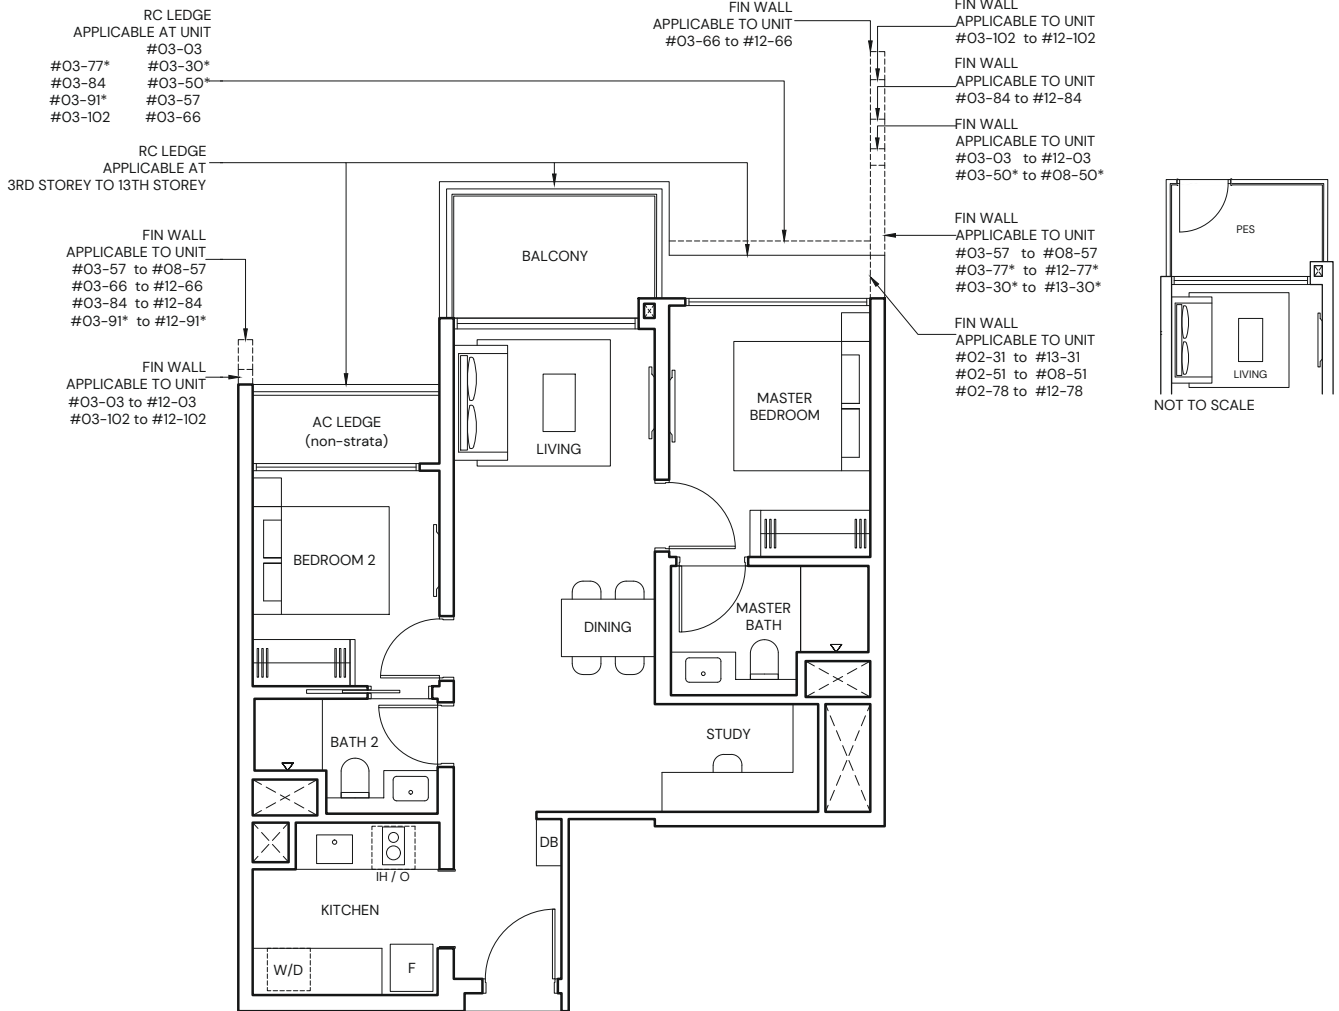 RC LEDGE
APPLICABLE AT UNIT
#03-03
#03-77* #03-30*
#03-84 #03-50*
#03-91* #03-57
#03-102 #03-66
RC LEDGE
APPLICABLE AT
3RD STOREY TO 13TH STOREY
FIN WALL
APPLICABLE TO UNIT
#03-57 to #08-57
#03-66 to #12-66
#03-84 to #12-84
#03-91* to #12-91*
FIN WALL
APPLICABLE TO UNIT
#03-03 to #12-03
#03-102 to #12-102
FIN WALL
APPLICABLE TO UNIT
#03-66 to #12-66
FIN WALL
APPLICABLE TO UNIT
#03-102 to #12-102
FIN WALL
APPLICABLE TO UNIT
#03-84 to #12-84
FIN WALL
APPLICABLE TO UNIT
#03-03 to #12-03
#03-50* to #08-50*
FIN WALL
APPLICABLE TO UNIT
#03-57 to #08-57
#03-77* to #12-77*
#03-30* to #13-30*
FIN WALL
APPLICABLE TO UNIT
#02-31 to #13-31
#02-51 to #08-51
#02-78 to #12-78
PES
LIVING
NOT TO SCALE
BALCONY
AC LEDGE
(non-strata)
LIVING
MASTER
BEDROOM
BEDROOM 2
DINING
MASTER
BATH
BATH 2
STUDY
DB
IH / O
KITCHEN
W/D
F